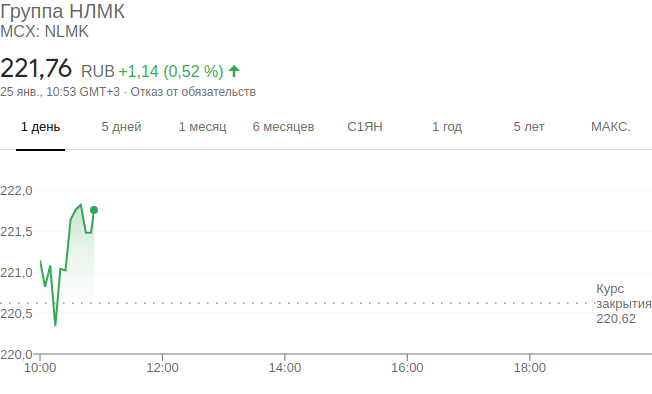 Группа НЛМК
MCX: NLMK
221,76 RUB +1,14 (0,52 %)
25 янв., 10:53 GMT+3 · Отказ от обязательств
1 день 5 дней 1 месяц 6 месяцев С1ЯН 1 год 5 лет МАКС.
222,0
221,5
221,0
Курс
закрытия
220,62
220,5
220,0
10:00 12:00 14:00 16:00 18:00